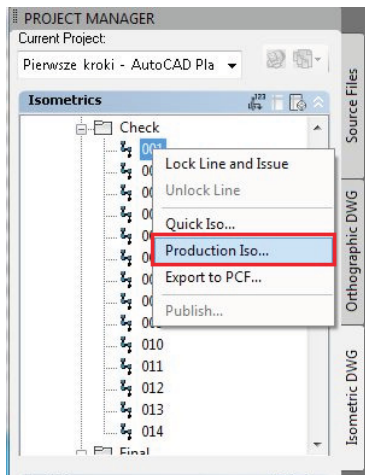 PROJECT MANAGER
Current Project:
Pierwsze kroki - AutoCAD Pla
Isometrics
Check
001
Lock Line and Issue
Unlock Line
Quick Iso...
Production Iso...
Export to PCF...
Publish...
010
011
012
013
014
Final
Source Files
Orthographic DWG
Isometric DWG